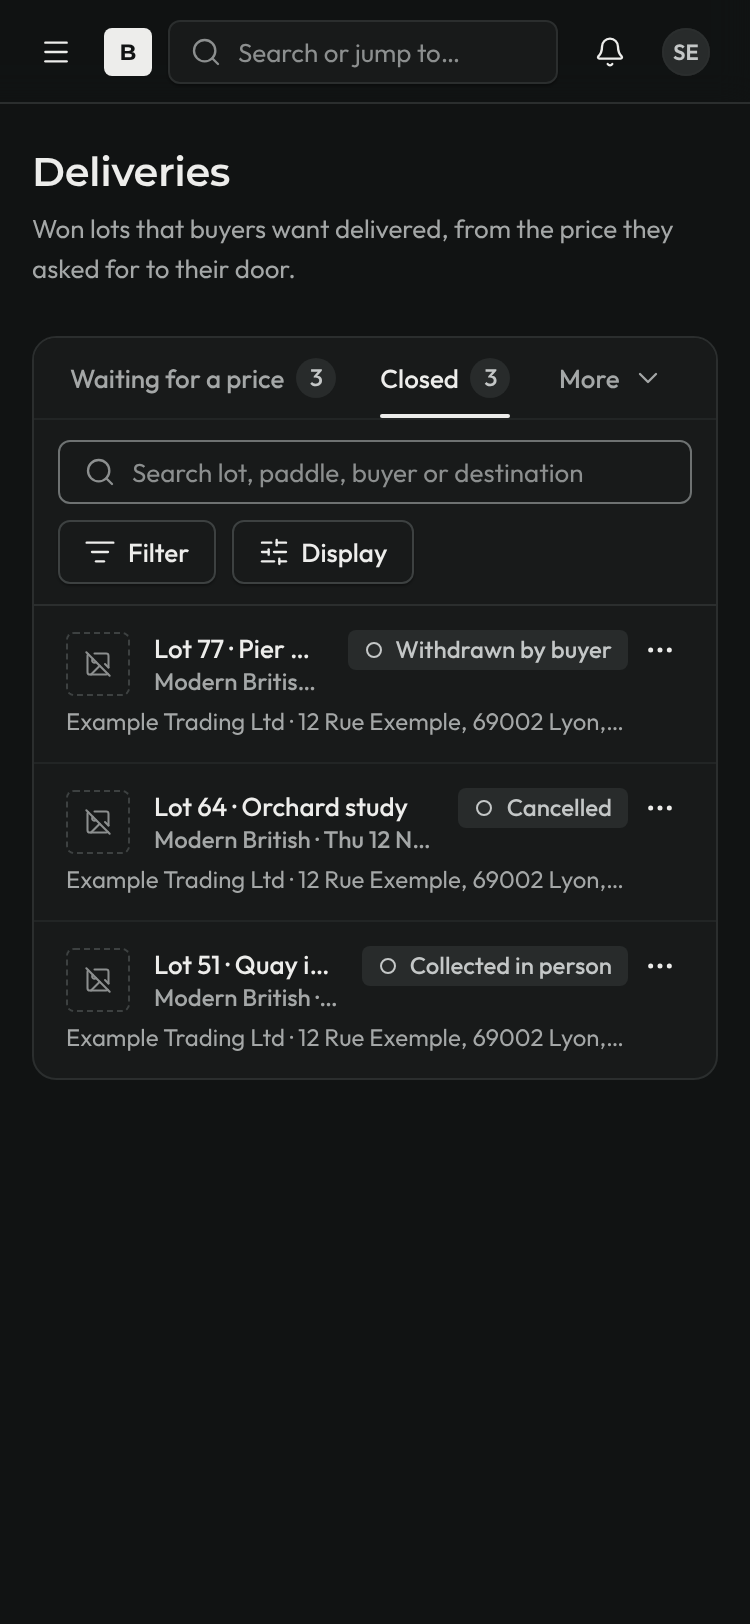 B
Search or jump to...
SE
Deliveries
Won lots that buyers want delivered, from the price they
asked for to their door.
Waiting for a price 3
Closed 3
More
Search lot, paddle, buyer or destination
Filter
Display
Lot 77 · Pier ...
Withdrawn by buyer
Modern Britis...
Example Trading Ltd · 12 Rue Exemple, 69002 Lyon,...
Lot 64 · Orchard study
Cancelled
Modern British · Thu 12 N...
Example Trading Ltd · 12 Rue Exemple, 69002 Lyon,...
Lot 51 · Quay i...
Collected in person
Modern British ·...
Example Trading Ltd · 12 Rue Exemple, 69002 Lyon,...